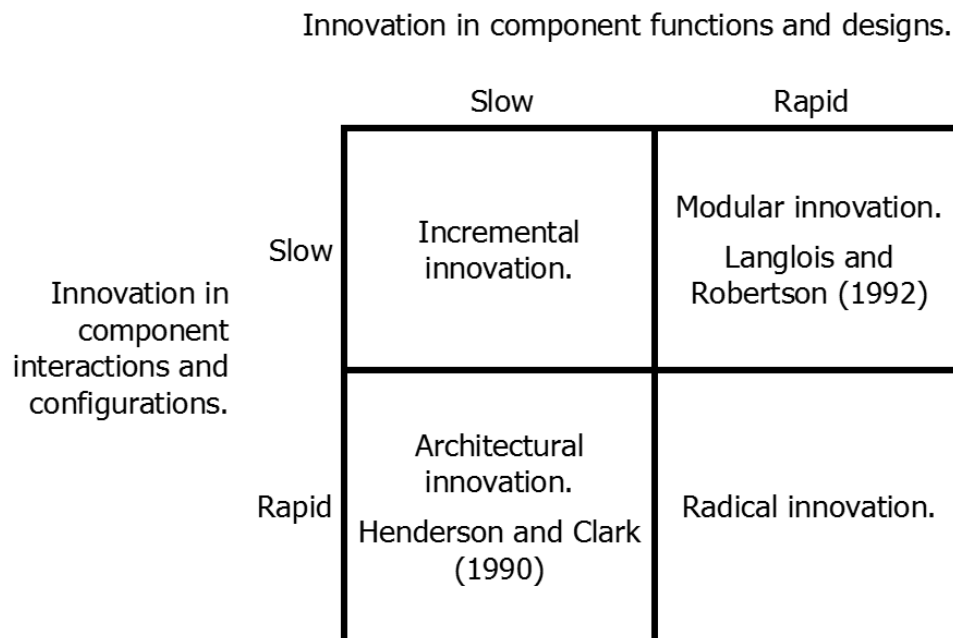 Innovation in component functions and designs.
Slow
Rapid
Slow
Incremental
innovation.
Modular innovation.
Langlois and
Robertson (1992)
Innovation in
component
interactions and
configurations.
Rapid
Architectural
innovation.
Henderson and Clark
(1990)
Radical innovation.